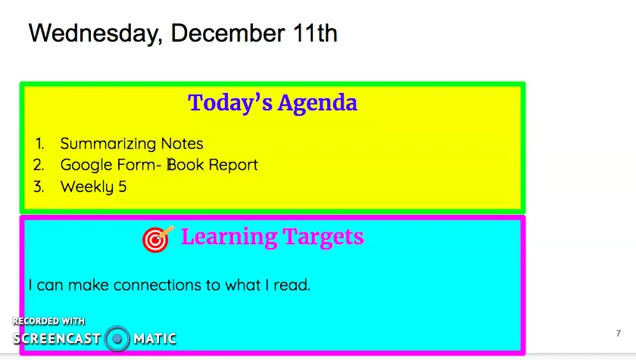 Wednesday, December 11th
Today's Agenda
1. Summarizing Notes
2. Google Form- Book Report
3. Weekly 5
Learning Targets
I can make connections to what I read.
RECORDED WITH
SCREENCAST MATIC
7